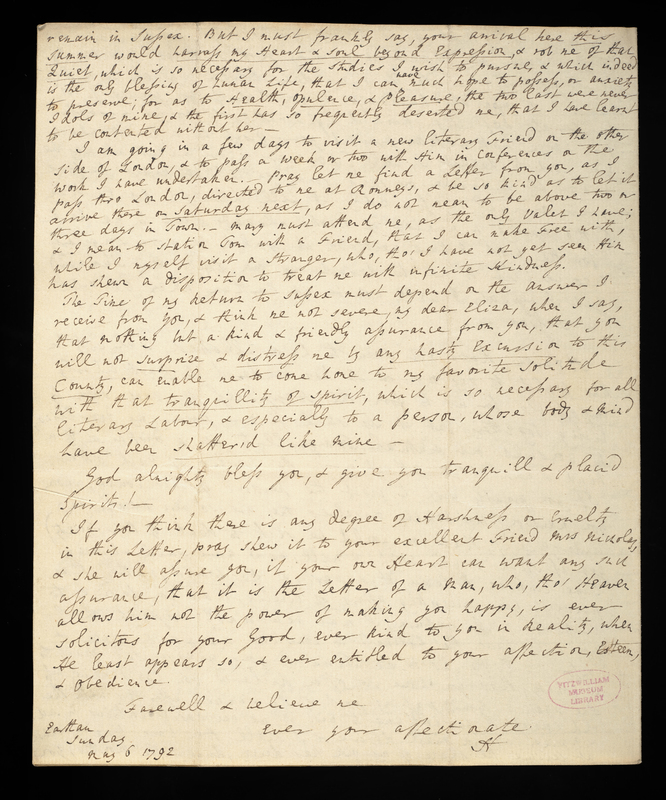 remain in Sussex. But I must frankly say, your arrival here this
summer would harrass my Heart & soul beyond Expression, & rob me of that
Quiet, which is so necessary for the studies I wish to pursue, & which indeed
is the only blessing of human Life, that I can have much hope to possess, or anxiety
to preserve; for as to Health, opulence, & Pleasure; the two last were never
Idols of mine, & the first has so frequently deserted me, that I have learnt
to be contented without her —
I am going in a few days to visit a new literary Friend on the other
side of London, & to pass a week or two with Him in Conferences on the
work I have undertaken. — Pray let me find a Letter from you, as I
pass thro London, directed to me at Romneys, & be so kind as to let it
arrive there on Saturday next, as I do not mean to be above two or
three days in Town. — Mary must attend me, as the only Valet I have;
& I mean to station Tom with a Friend, that I can make Free with,
while I myself visit a Stranger, who, tho' I have not yet seen Him
has shewn a disposition to treat me with infinite Kindness.
The Time of my return to Sussex must depend on the answer I
receive from you, & think me not severe, my dear Eliza, when I say,
that nothing but a kind & friendly assurance from you, that you
will not surprize & distress me by any hasty Excursion to this
County, can enable me to come home to my favorite solitude
with that tranquillity of spirit, which is so necessary for all
literary Labour, & especially to a person, whose body & mind
have been shatter'd like mine —
God almighty bless you, & give you tranquill & placid
Spirits! —
If you think there is any degree of Harshness or Cruelty
in this Letter, pray shew it to your excellent Friend Mrs Nicholas,
& she will assure you, if your own Heart can want any such
assurance, that it is the Letter of a Man, who, tho' Heaven
allows him not the power of making you happy, is ever
solicitous for your Good, ever kind to you in reality, when
He least appears so, & ever entitled to your affection, Esteem,
& obedience.
Farewell & believe me
Ever your affectionate
H
Eartham
Sunday
May 6 1792
FITZWILLIAM
MUSEUM
LIBRARY